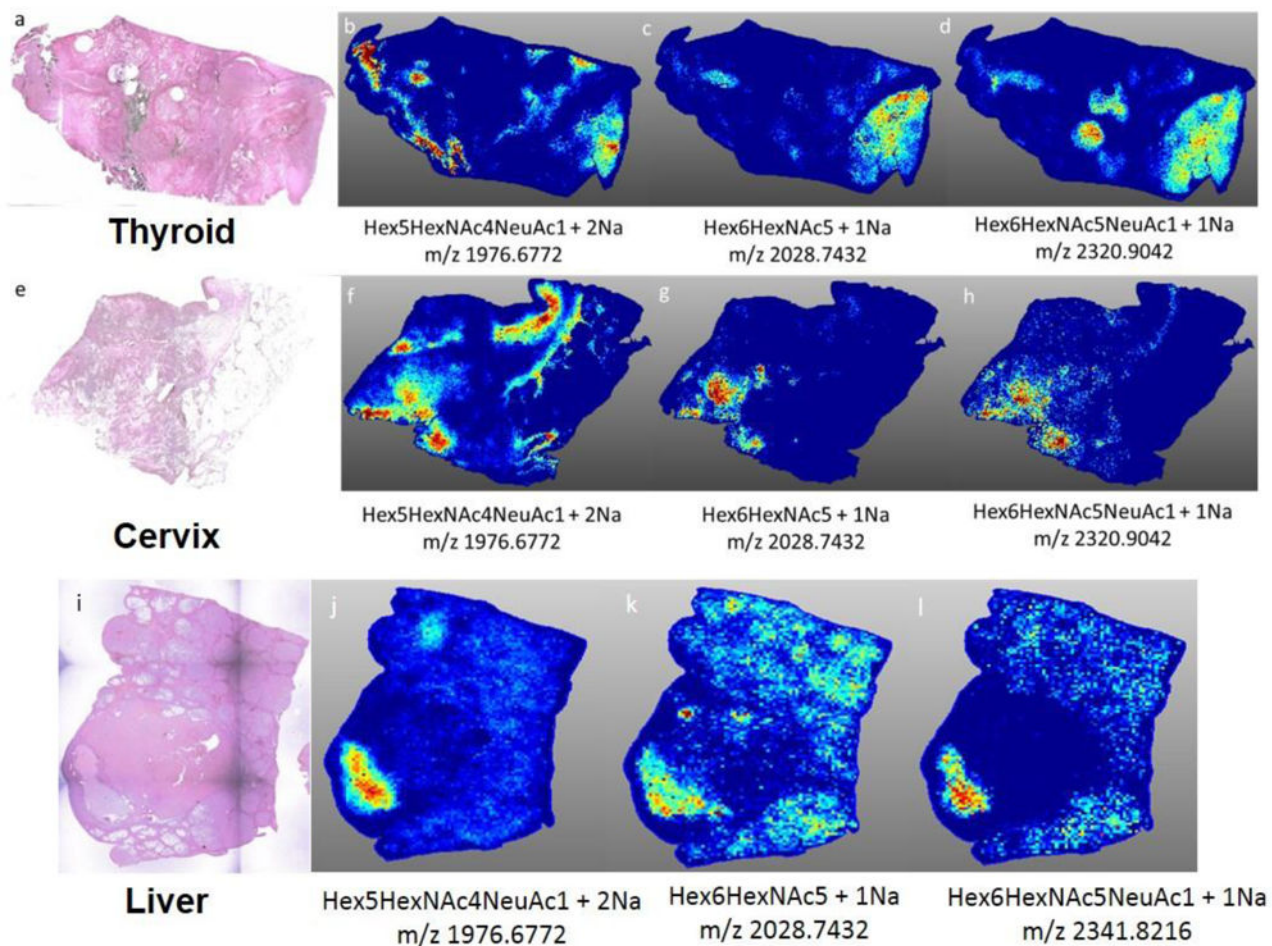 a
b
c
d
Thyroid
Hex5HexNAc4NeuAc1 + 2Na
m/z 1976.6772
Hex6HexNAc5 + 1Na
m/z 2028.7432
Hex6HexNAc5NeuAc1 + 1Na
m/z 2320.9042
e
f
g
h
Cervix
Hex5HexNAc4NeuAc1 + 2Na
m/z 1976.6772
Hex6HexNAc5 + 1Na
m/z 2028.7432
Hex6HexNAc5NeuAc1 + 1Na
m/z 2320.9042
i
j
k
l
Liver
Hex5HexNAc4NeuAc1 + 2Na
m/z 1976.6772
Hex6HexNAc5 + 1Na
m/z 2028.7432
Hex6HexNAc5NeuAc1 + 1Na
m/z 2341.8216